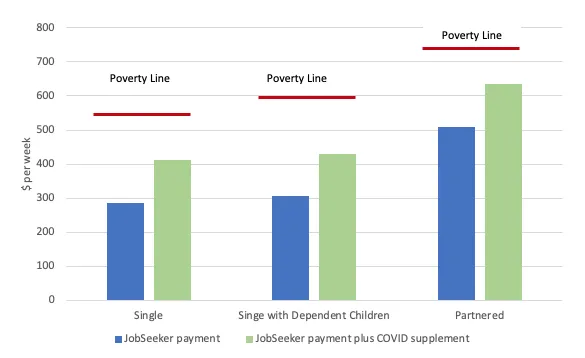 800
Poverty Line
700
Poverty Line
Poverty Line
600
500
$ per week
400
300
200
100
0
Single
Singe with Dependent Children
Partnered
JobSeeker payment
JobSeeker payment plus COVID supplement